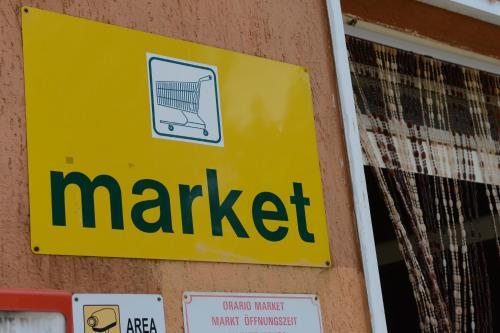 market
AREA
ORARIO MARKET
MARKT ÖFFNUNGSZEIT